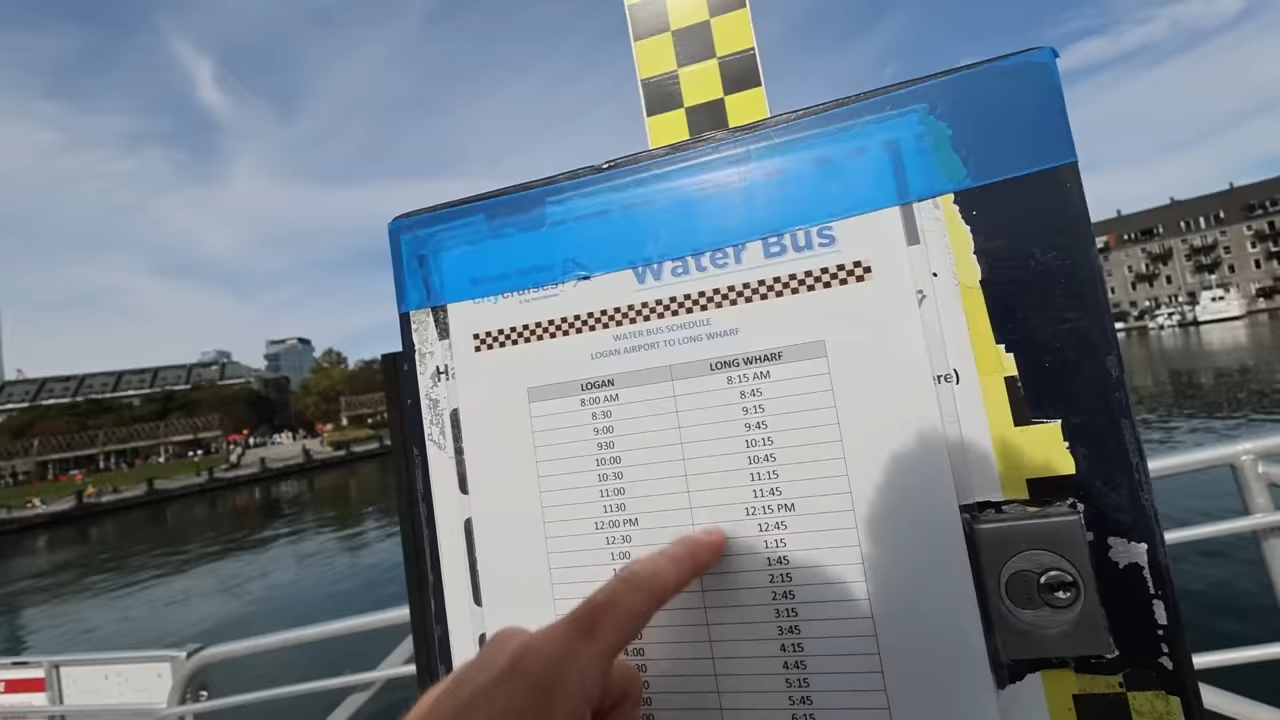 Water Bus
citycruises
WATER BUS SCHEDULE
LOGAN AIRPORT TO LONG WHARF
LOGAN LONG WHARF
8:00 AM 8:15 AM
8:30 8:45
9:00 9:15
930 9:45
10:00 10:15
10:30 10:45
11:00 11:15
1130 11:45
12:00 PM 12:15 PM
12:30 12:45
1:00 1:15
1:45
2:15
2:45
3:15
3:45
4:00 4:15
4:45
5:15
5:45
6:15